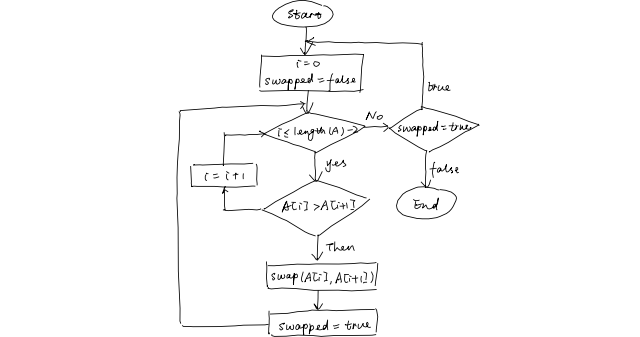 Start
i=0
swapped=false
true
i≤length(A)-2
No
swapped=true
yes
i=i+1
false
A[i]>A[i+1]
End
Then
swap(A[i],A[i+1])
swapped=true